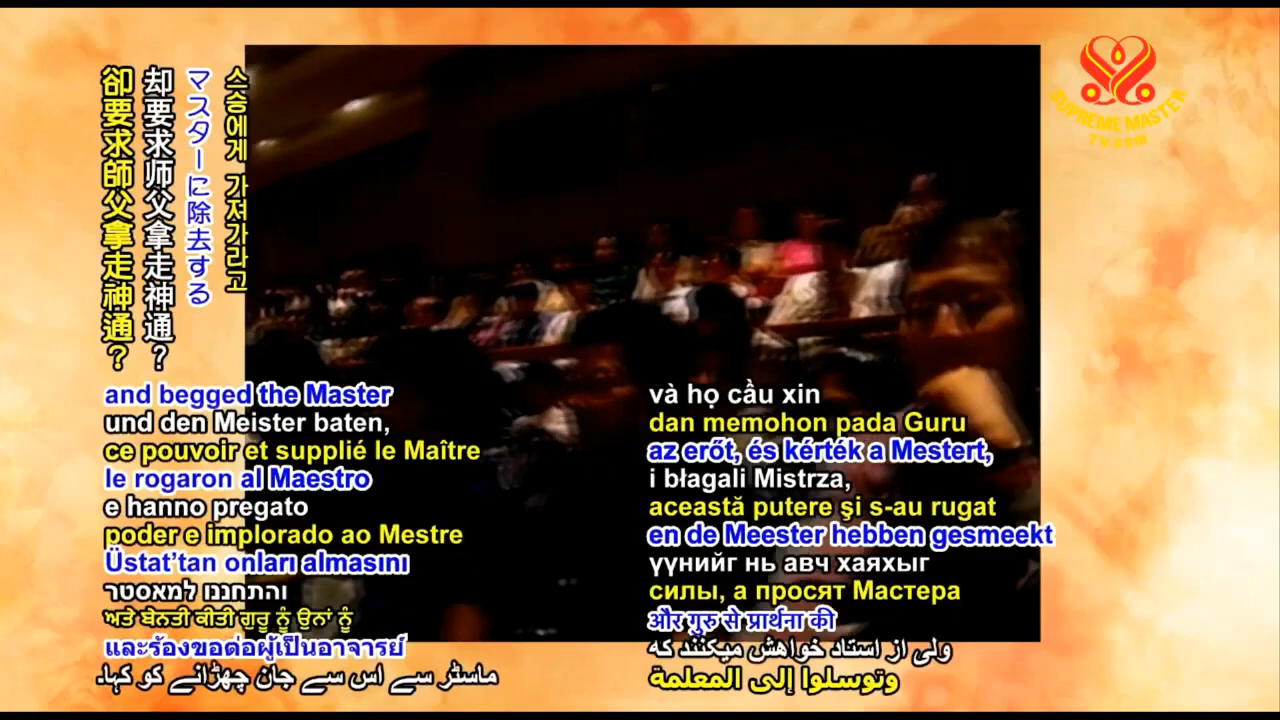 스승에게 가져가라고
マスターに除去する
却要求师父拿走神通？
卻要求師父拿走神通？
SUPREME MASTER
TV.com
and begged the Master
und den Meister baten,
ce pouvoir et supplié le Maître
le rogaron al Maestro
e hanno pregato
poder e implorado ao Mestre
Üstat’tan onları almasını
והתחננו למאסטר
ਅਤੇ ਬੇਨਤੀ ਕੀਤੀ ਗੁਰੂ ਨੂੰ ਉਨਾਂ ਨੂੰ
และร้องขอต่อผู้เป็นอาจารย์
ماسٹر سے اس سے جان چھڑانے کو کہا۔
và họ cầu xin
dan memohon pada Guru
az erőt, és kérték a Mestert,
i błagali Mistrza,
această putere şi s-au rugat
en de Meester hebben gesmeekt
үүнийг нь авч хаяхыг
силы, а просят Мастера
और गुरु से प्रार्थना की
ولی از استاد خواهش میکنند که
وتوسلوا إلى المعلمة